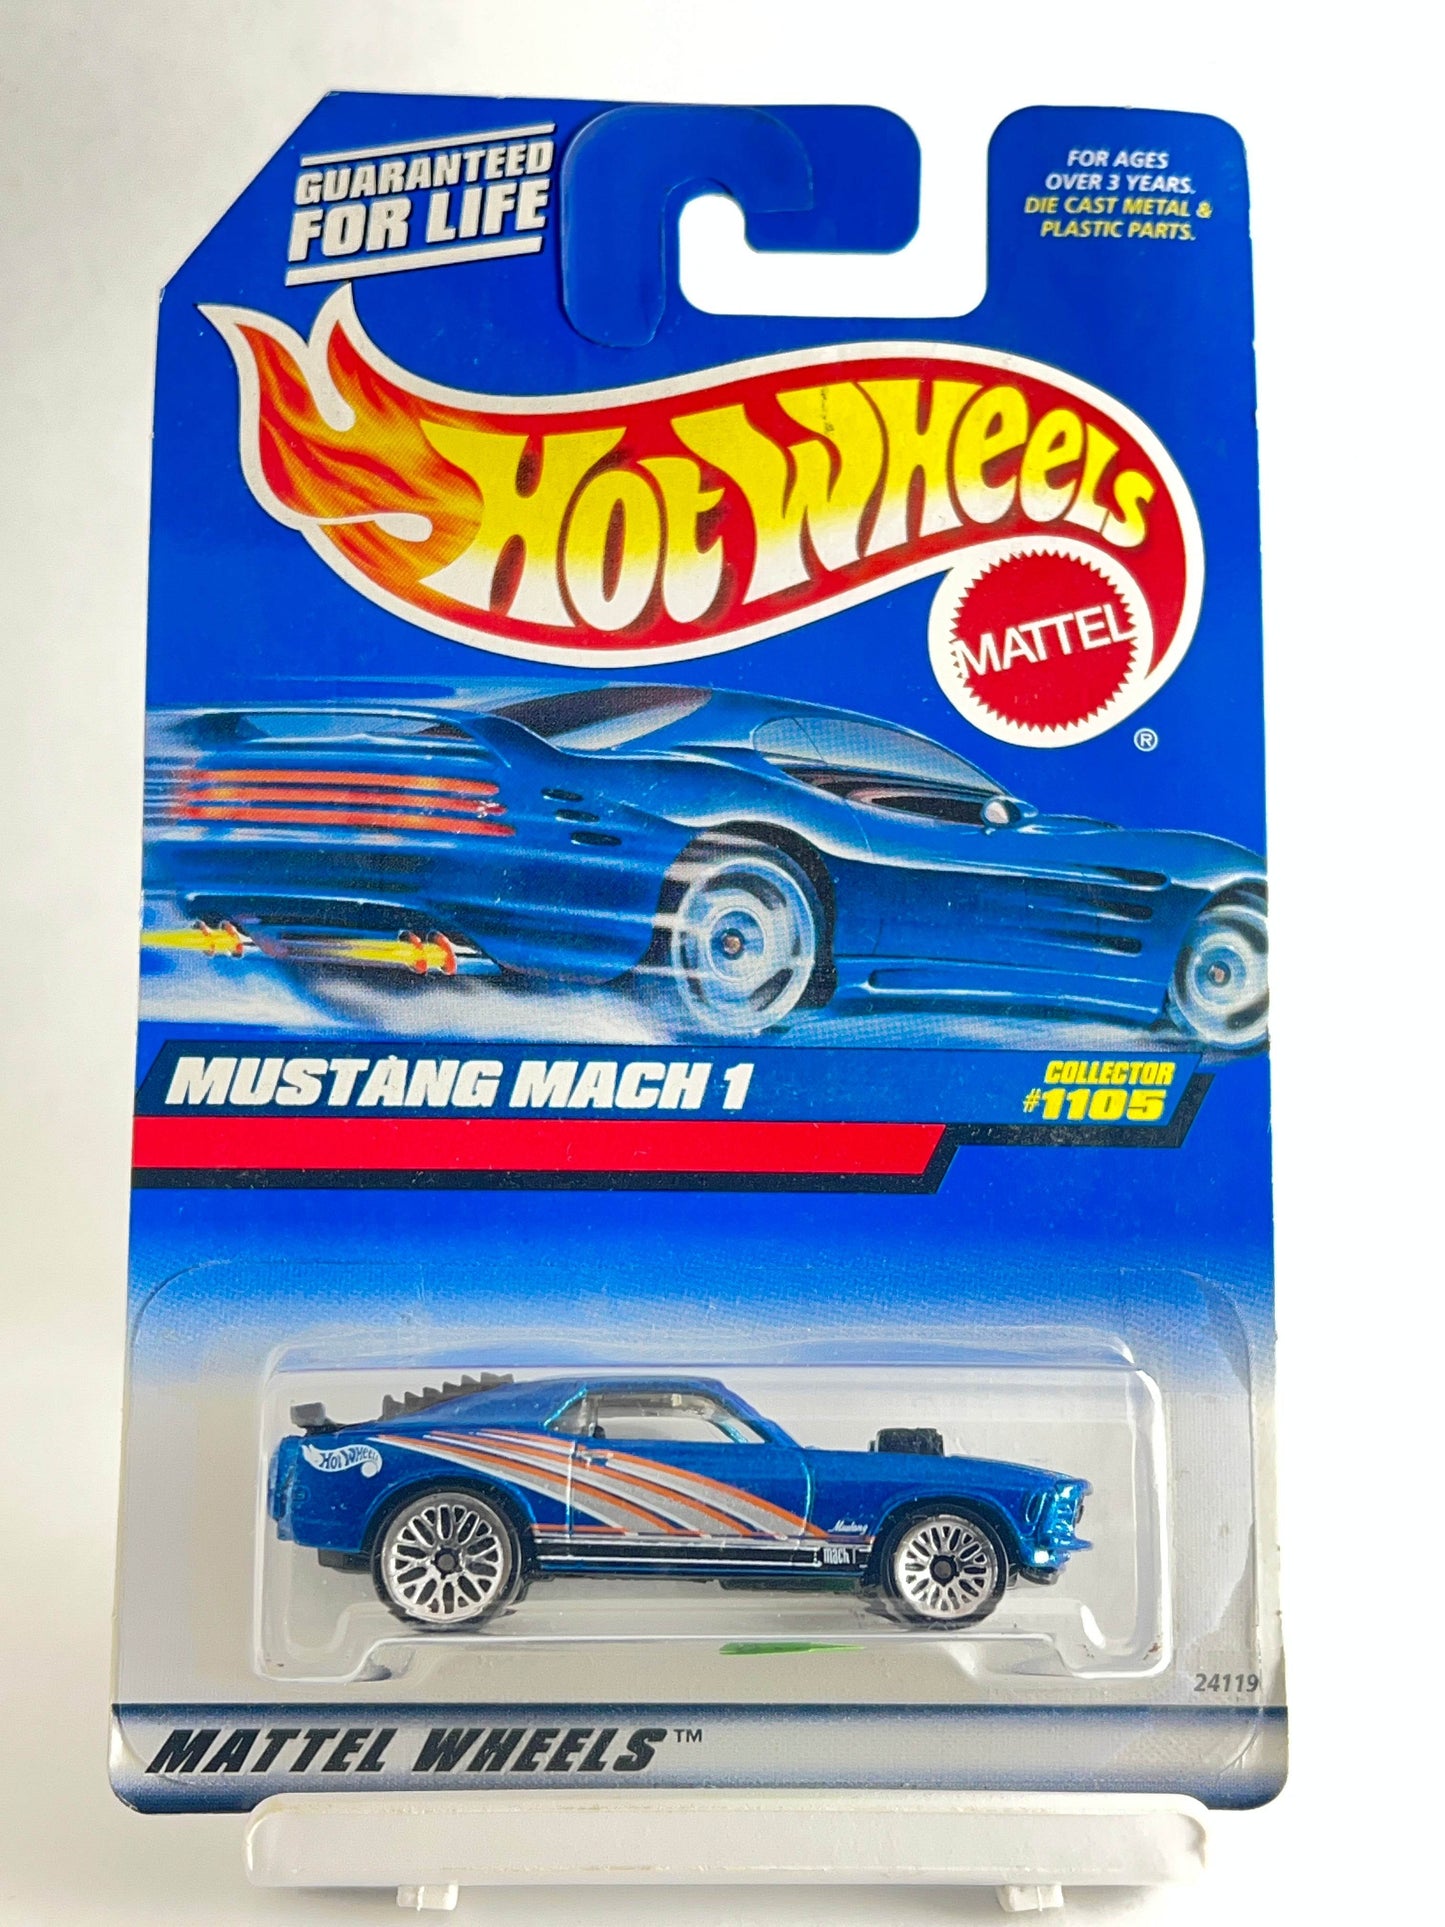 GUARANTEED
FOR LIFE
FOR AGES
OVER 3 YEARS.
DIE CAST METAL &
PLASTIC PARTS.
HOT WHEELS
MATTEL
®
MUSTANG MACH 1
COLLECTOR
#1105
HOT WHEELS
Mustang
mach 1
24119
MATTEL WHEELS™